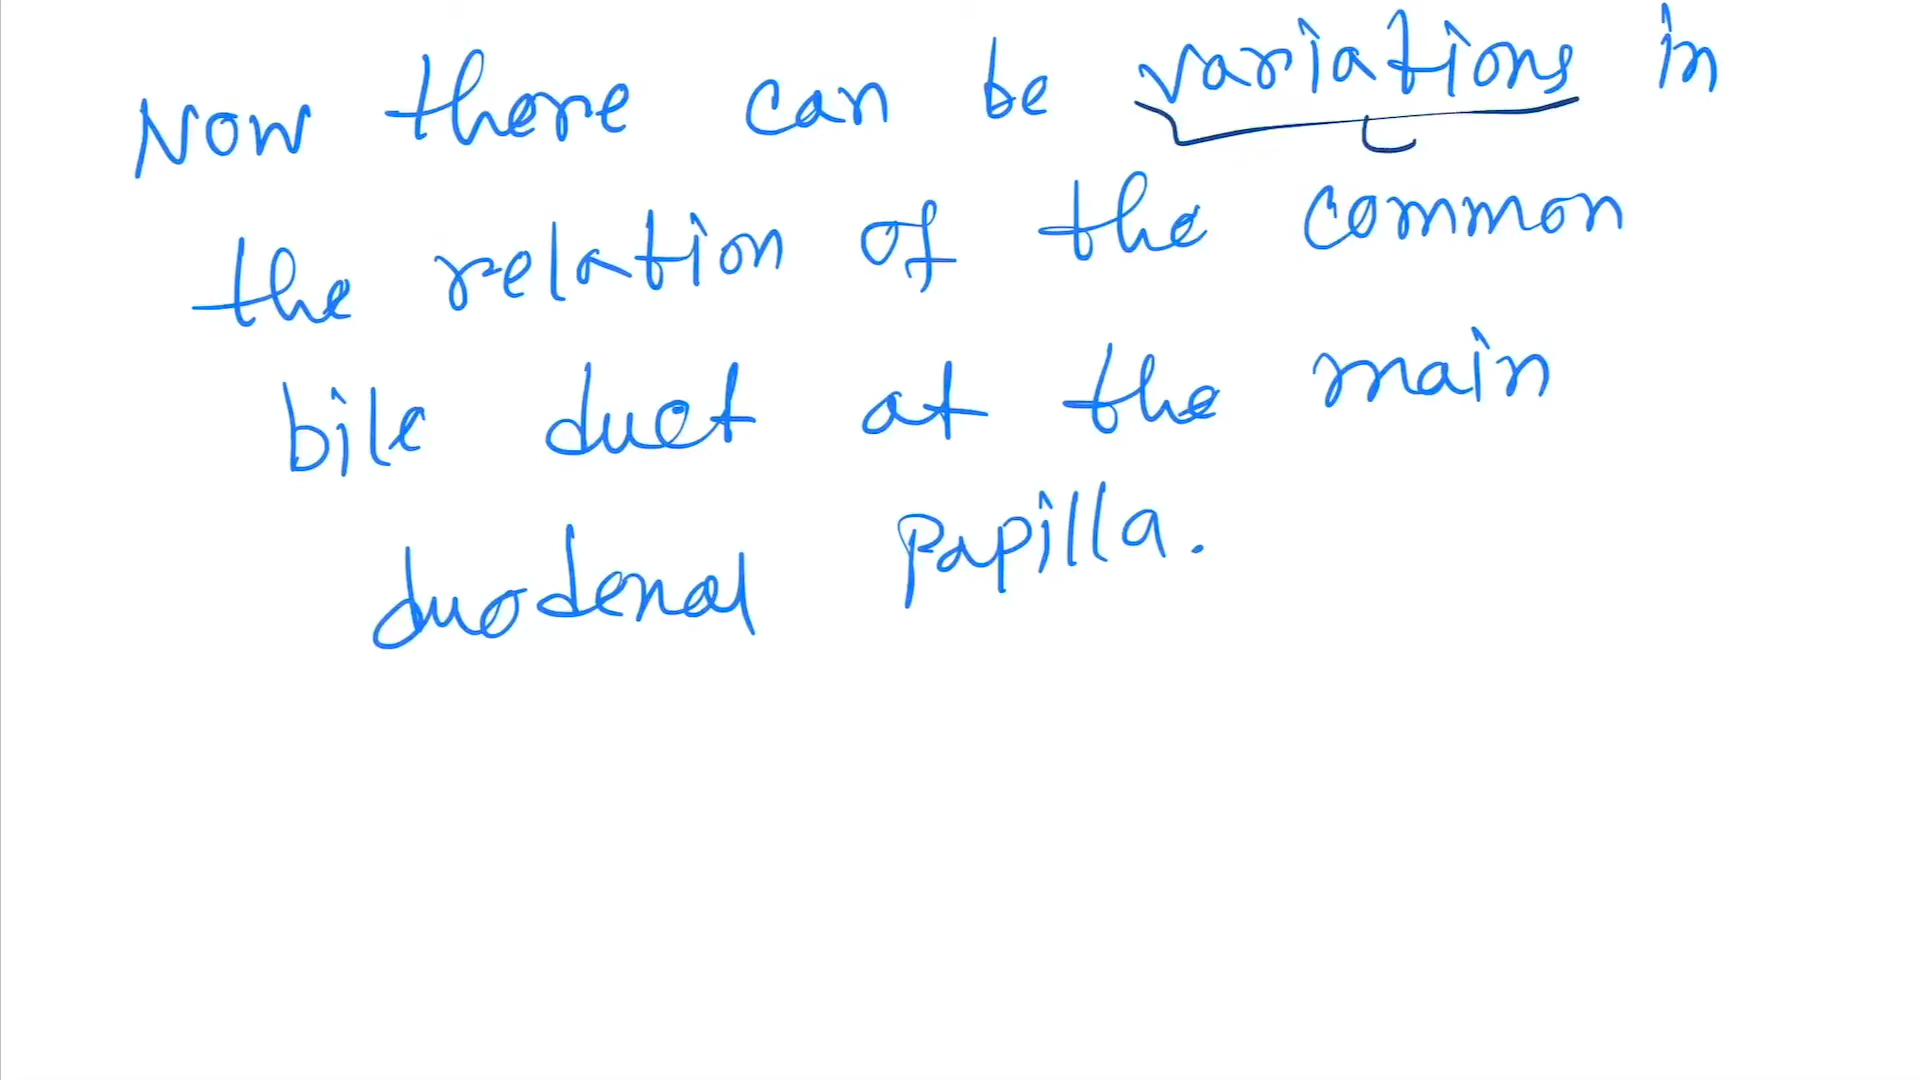 Now there can be variations in
the relation of the common
bile duct at the main
duodenal papilla.